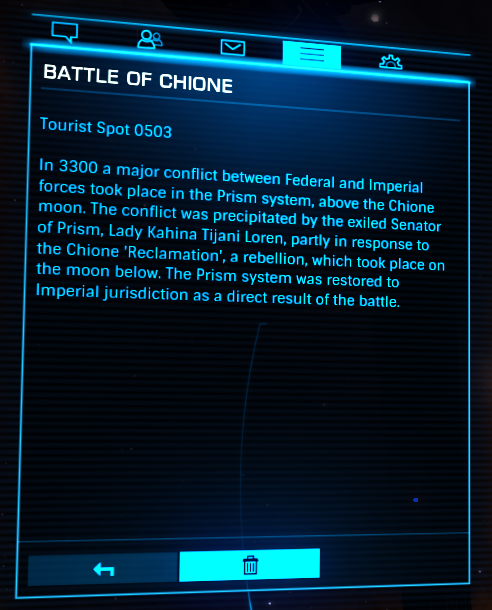 BATTLE OF CHIONE
Tourist Spot 0503
In 3300 a major conflict between Federal and Imperial
forces took place in the Prism system, above the Chione
moon. The conflict was precipitated by the exiled Senator
of Prism, Lady Kahina Tijani Loren, partly in response to
the Chione 'Reclamation', a rebellion, which took place on
the moon below. The Prism system was restored to
Imperial jurisdiction as a direct result of the battle.